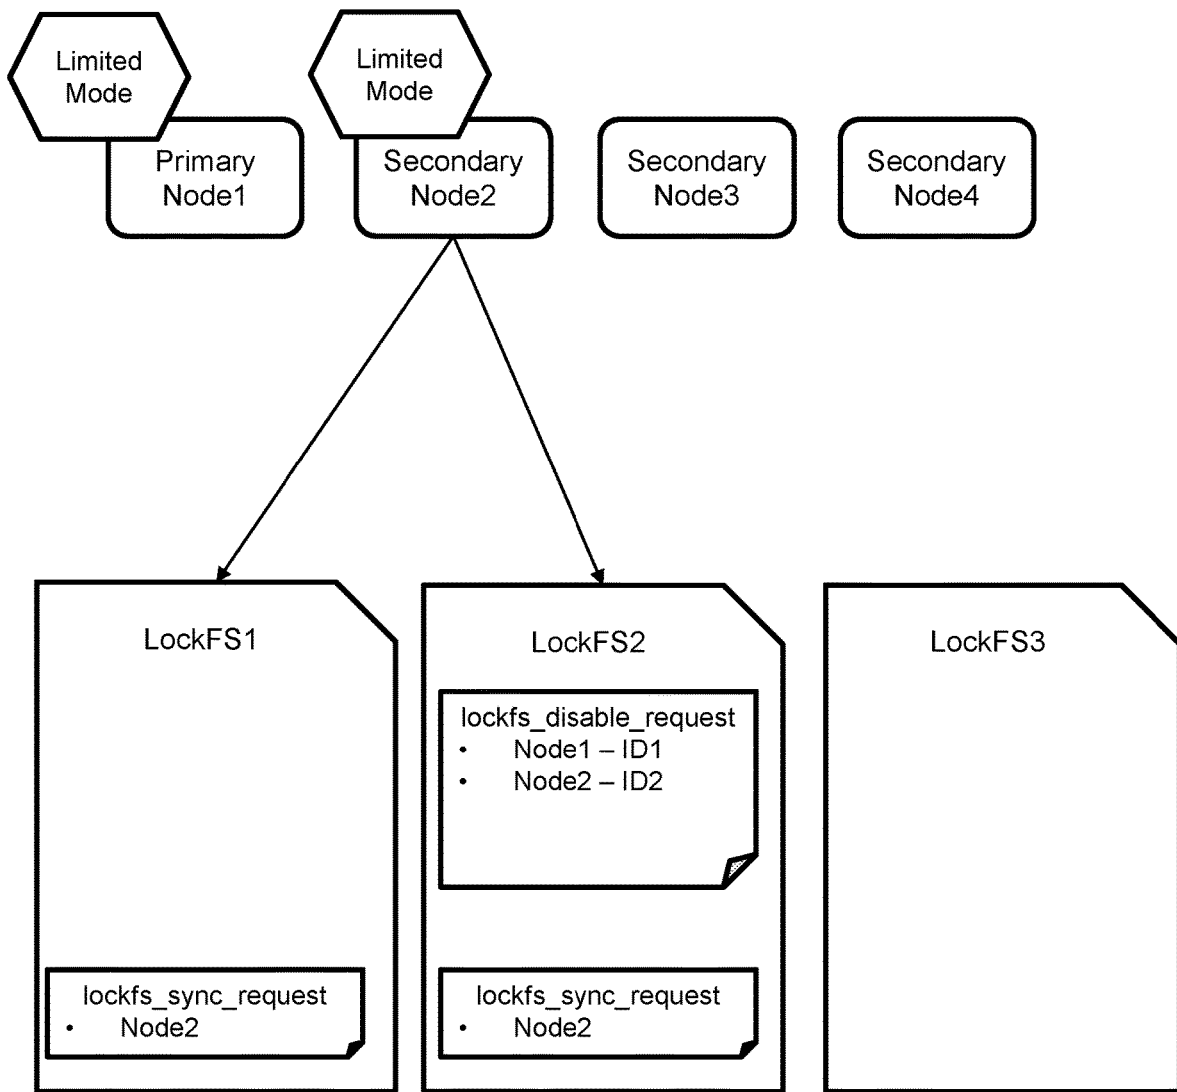 Limited
Mode
Limited
Mode
Primary
Node1
Secondary
Node2
Secondary
Node3
Secondary
Node4
LockFS1
lockfs_sync_request
• Node2
LockFS2
lockfs_disable_request
• Node1 – ID1
• Node2 – ID2
lockfs_sync_request
• Node2
LockFS3